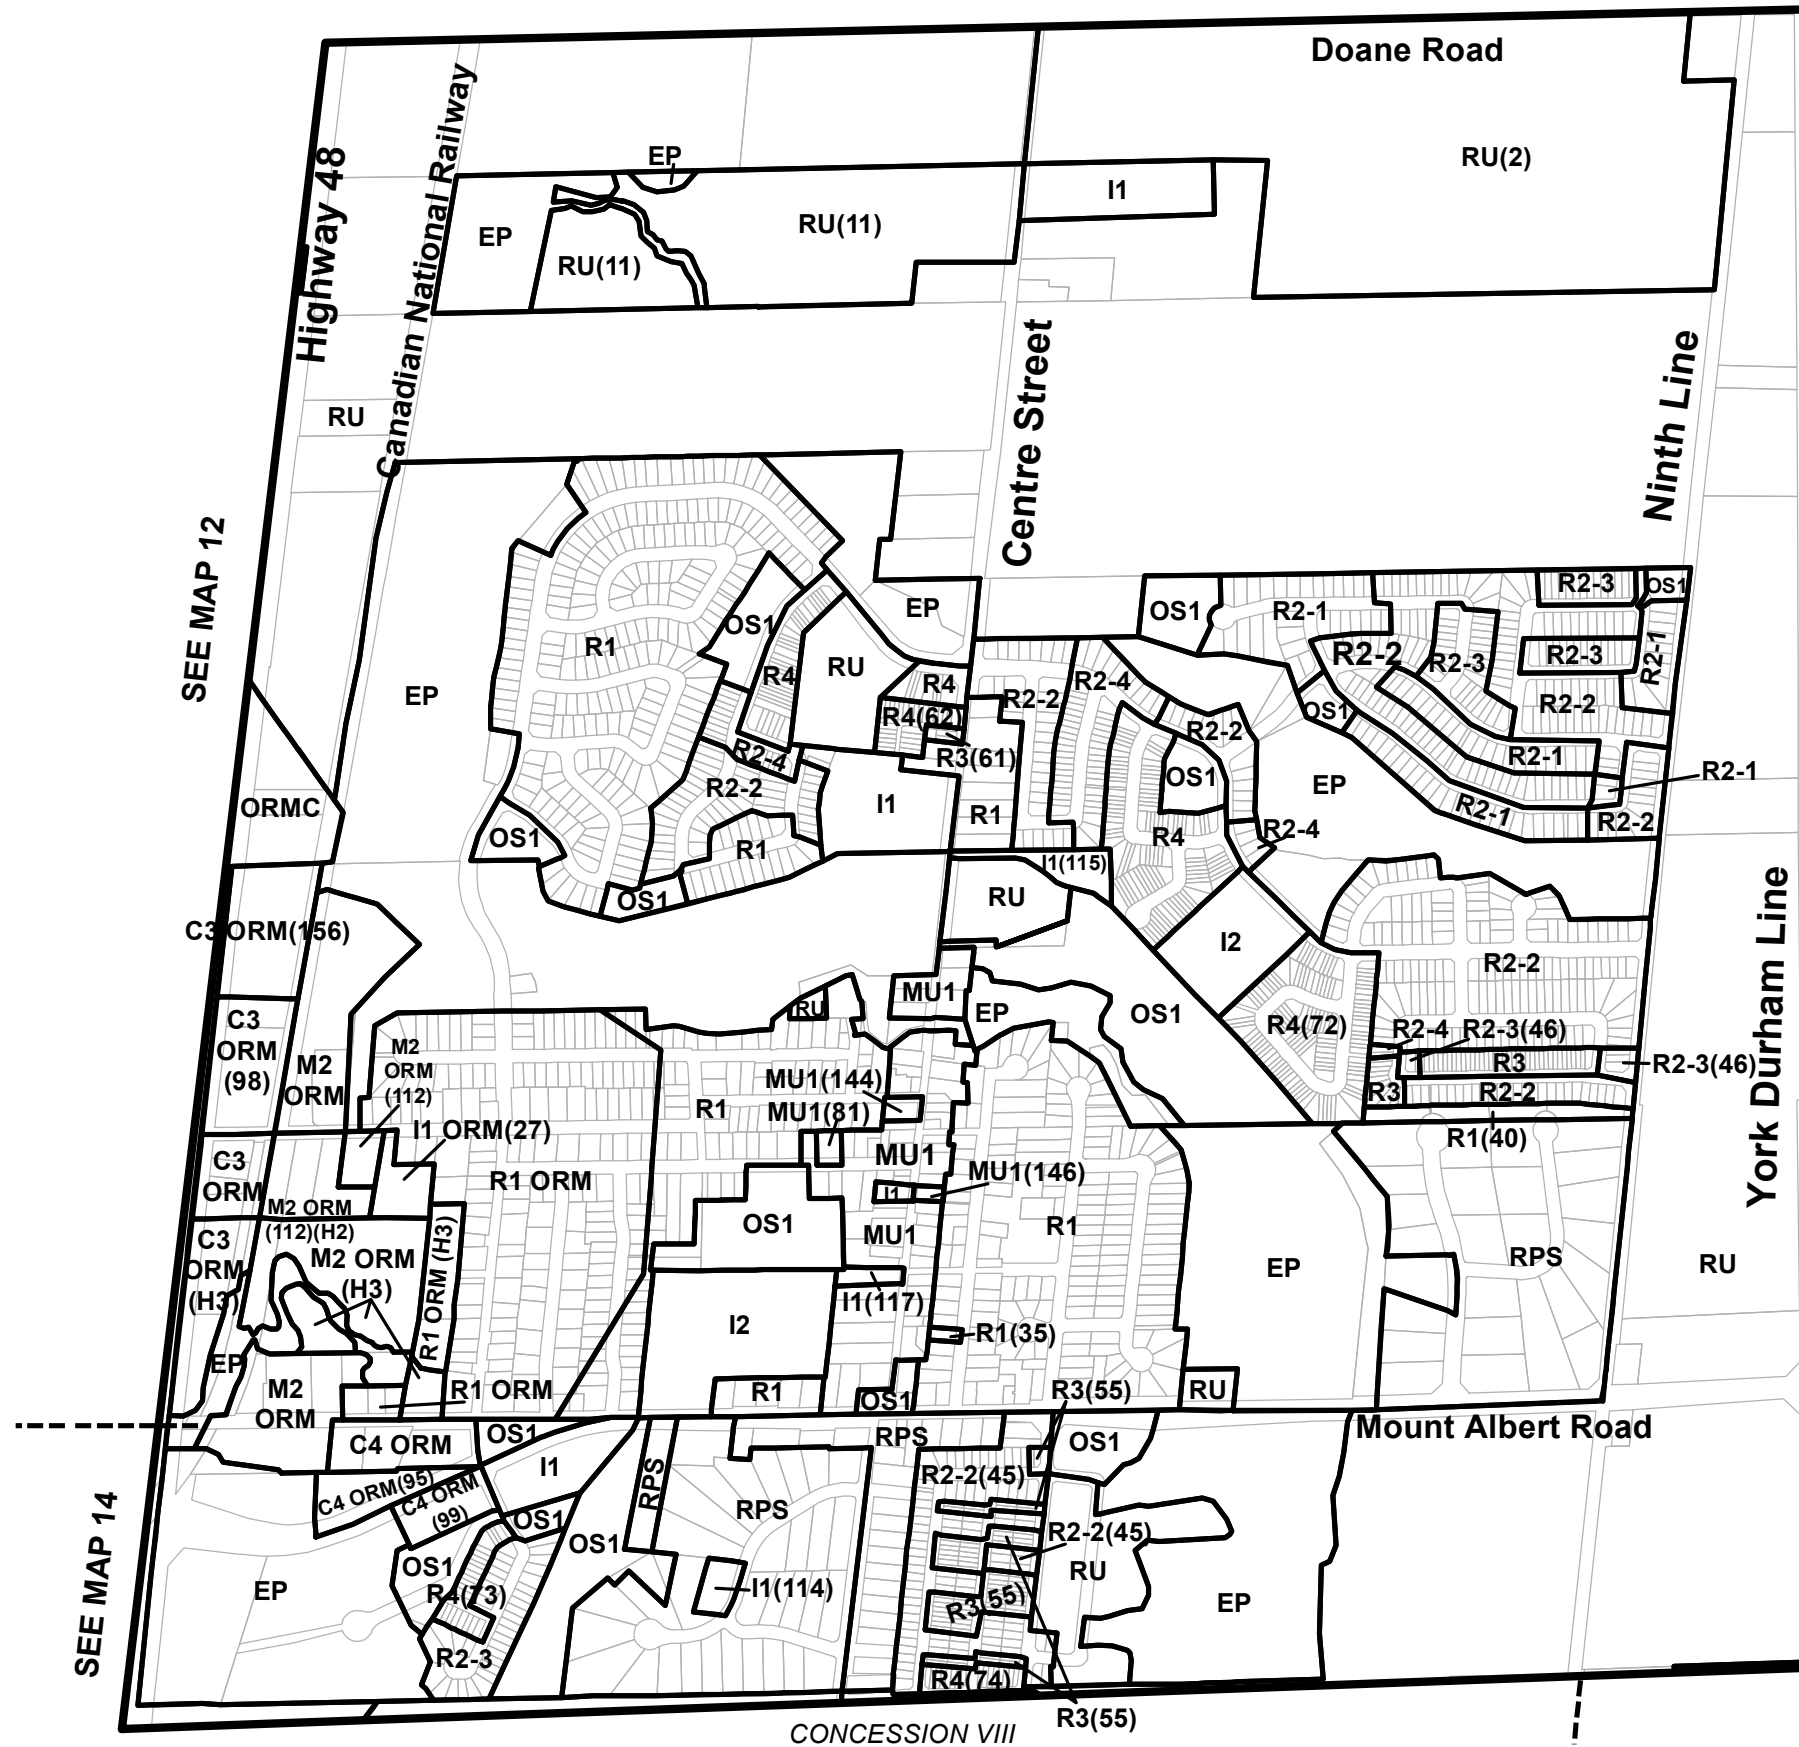 Doane Road
RU(2)
EP
I1
Highway 48
Canadian National Railway
RU(11)
EP
RU(11)
Centre Street
Ninth Line
RU
SEE MAP 12
R2-3
OS1
EP
OS1
R2-1
OS1
R1
R2-2
R2-3
R2-3
R2-1
RU
R4
R4
R2-4
EP
R2-2
R2-2
R4(62)
OS1
R2-2
R2-4
R3(61)
R2-1
OS1
R2-1
R2-2
EP
ORMC
I1
R1
R2-1
R2-2
OS1
R4
R2-4
R1
I1(115)
OS1
RU
York Durham Line
C3 ORM(156)
I2
R2-2
MU1
RU
EP
OS1
C3
ORM
(98)
R4(72)
R2-4
R2-3(46)
M2
ORM
(112)
M2
ORM
R3
R2-3(46)
MU1(144)
R3
R2-2
R1
MU1(81)
I1 ORM(27)
R1(40)
C3
ORM
MU1
MU1(146)
R1 ORM
I1
M2 ORM
(112)(H2)
OS1
R1
MU1
C3
ORM
(H3)
M2 ORM
(H3)
R1 ORM (H3)
EP
RPS
RU
I1(117)
I2
R1(35)
EP
M2
ORM
R1 ORM
R1
OS1
R3(55)
RU
Mount Albert Road
C4 ORM
OS1
RPS
OS1
I1
R2-2(45)
C4 ORM(95)
C4 ORM
(99)
RPS
RPS
OS1
OS1
R2-2(45)
SEE MAP 14
OS1
RU
EP
R4(73)
I1(114)
R3(55)
EP
R2-3
R4(74)
R3(55)
CONCESSION VIII